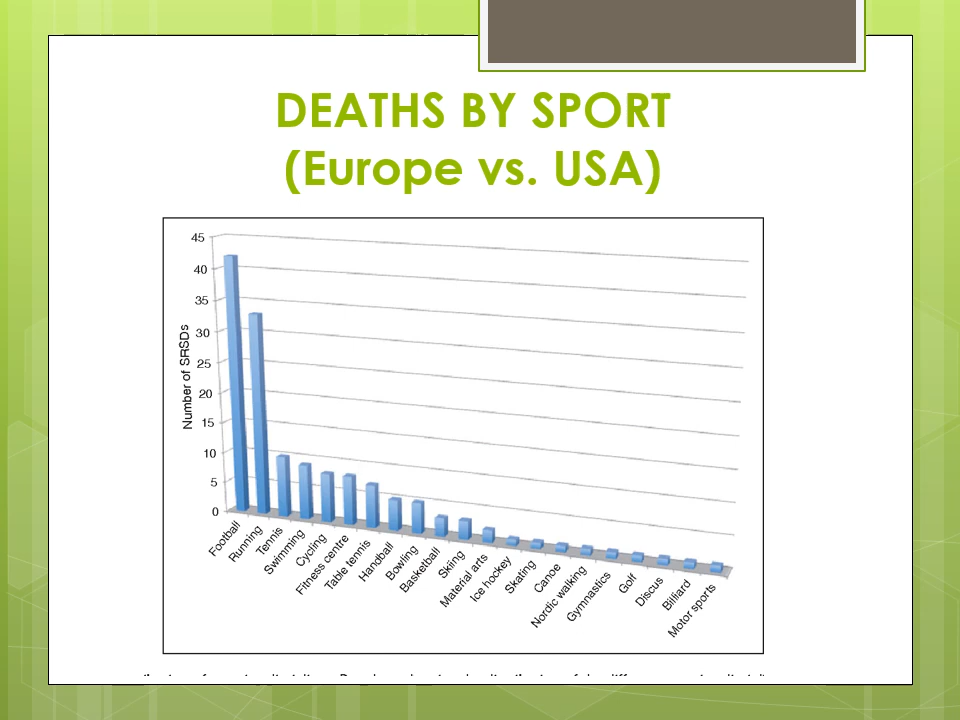 DEATHS BY SPORT
(Europe vs. USA)
45
40
35
30
25
20
15
10
5
0
Number of SRSDs
Football
Running
Tennis
Swimming
Cycling
Fitness centre
Table tennis
Handball
Bowling
Basketball
Skiing
Material arts
Ice hockey
Skating
Canoe
Nordic walking
Gymnastics
Golf
Discus
Billiard
Motor sports